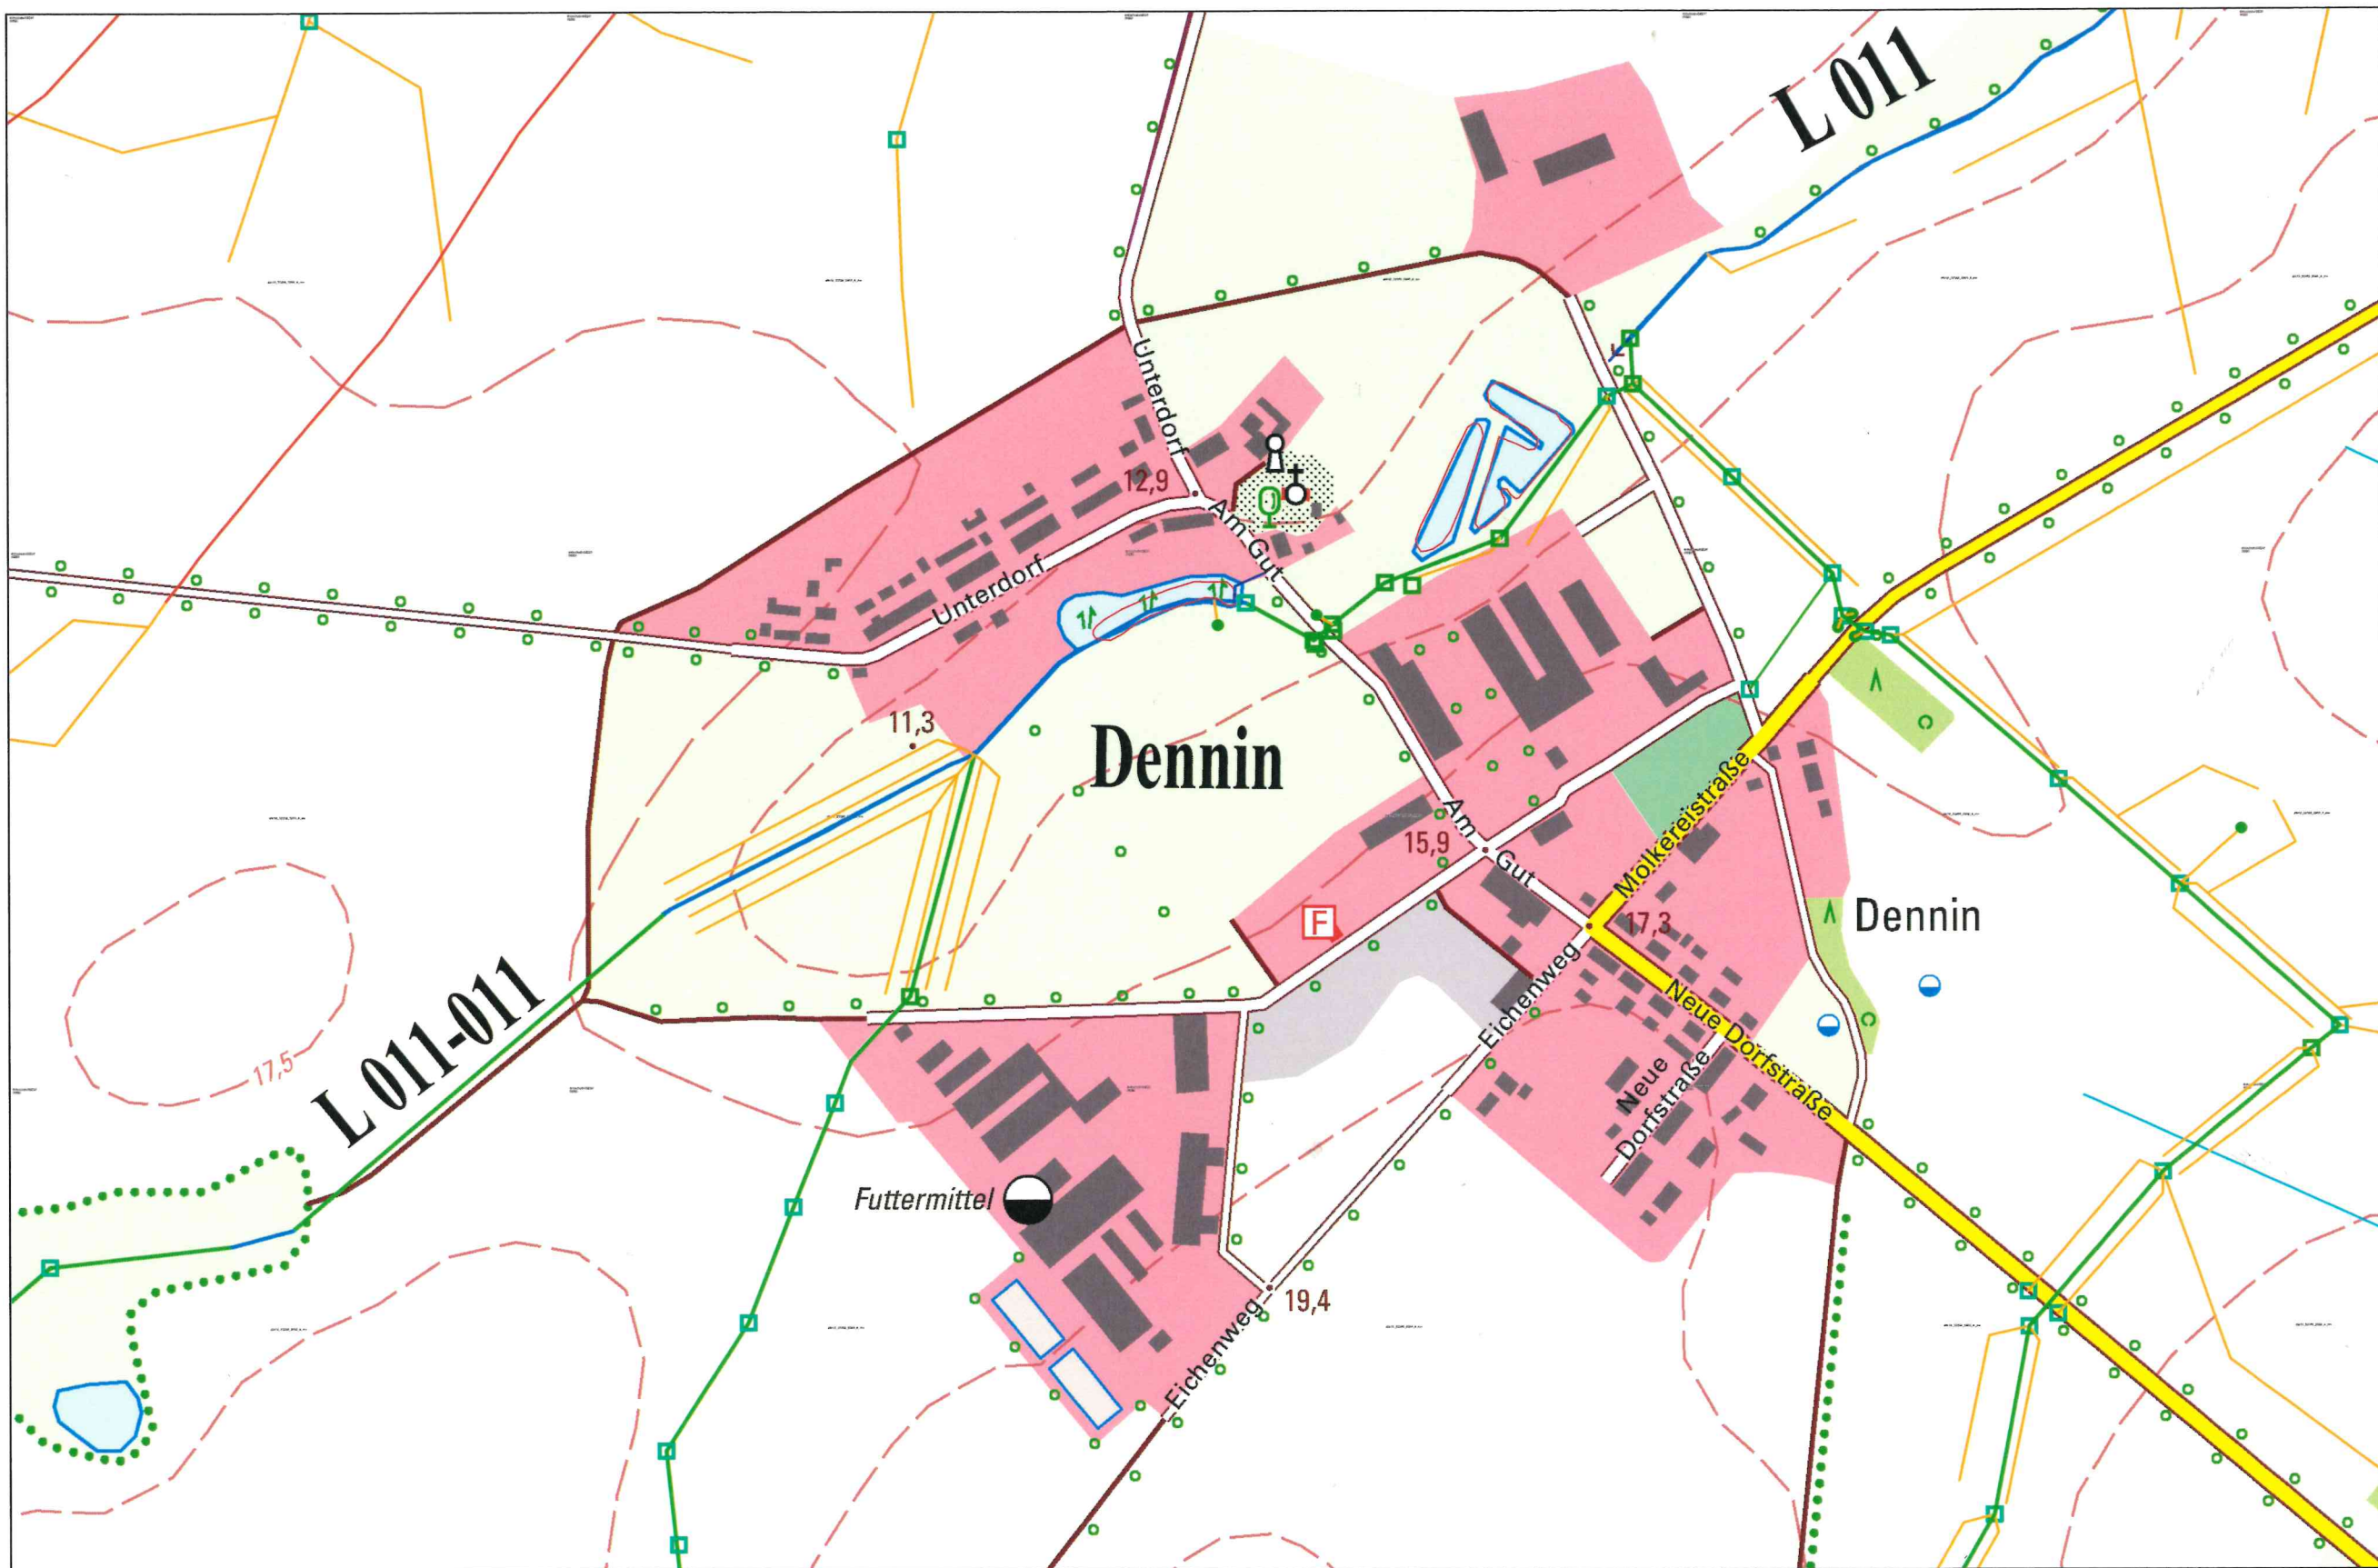 L 011
Unterdorf
12,9
Am Gut
Unterdorf
11,3
Dennin
Am
Gut
15,9
Molkereistraße
17,3
Dennin
F
Eichenweg
Neue Dorfstraße
Neue
Dorfstraße
17,5
L 011-011
Futtermittel
19,4
Eichenweg